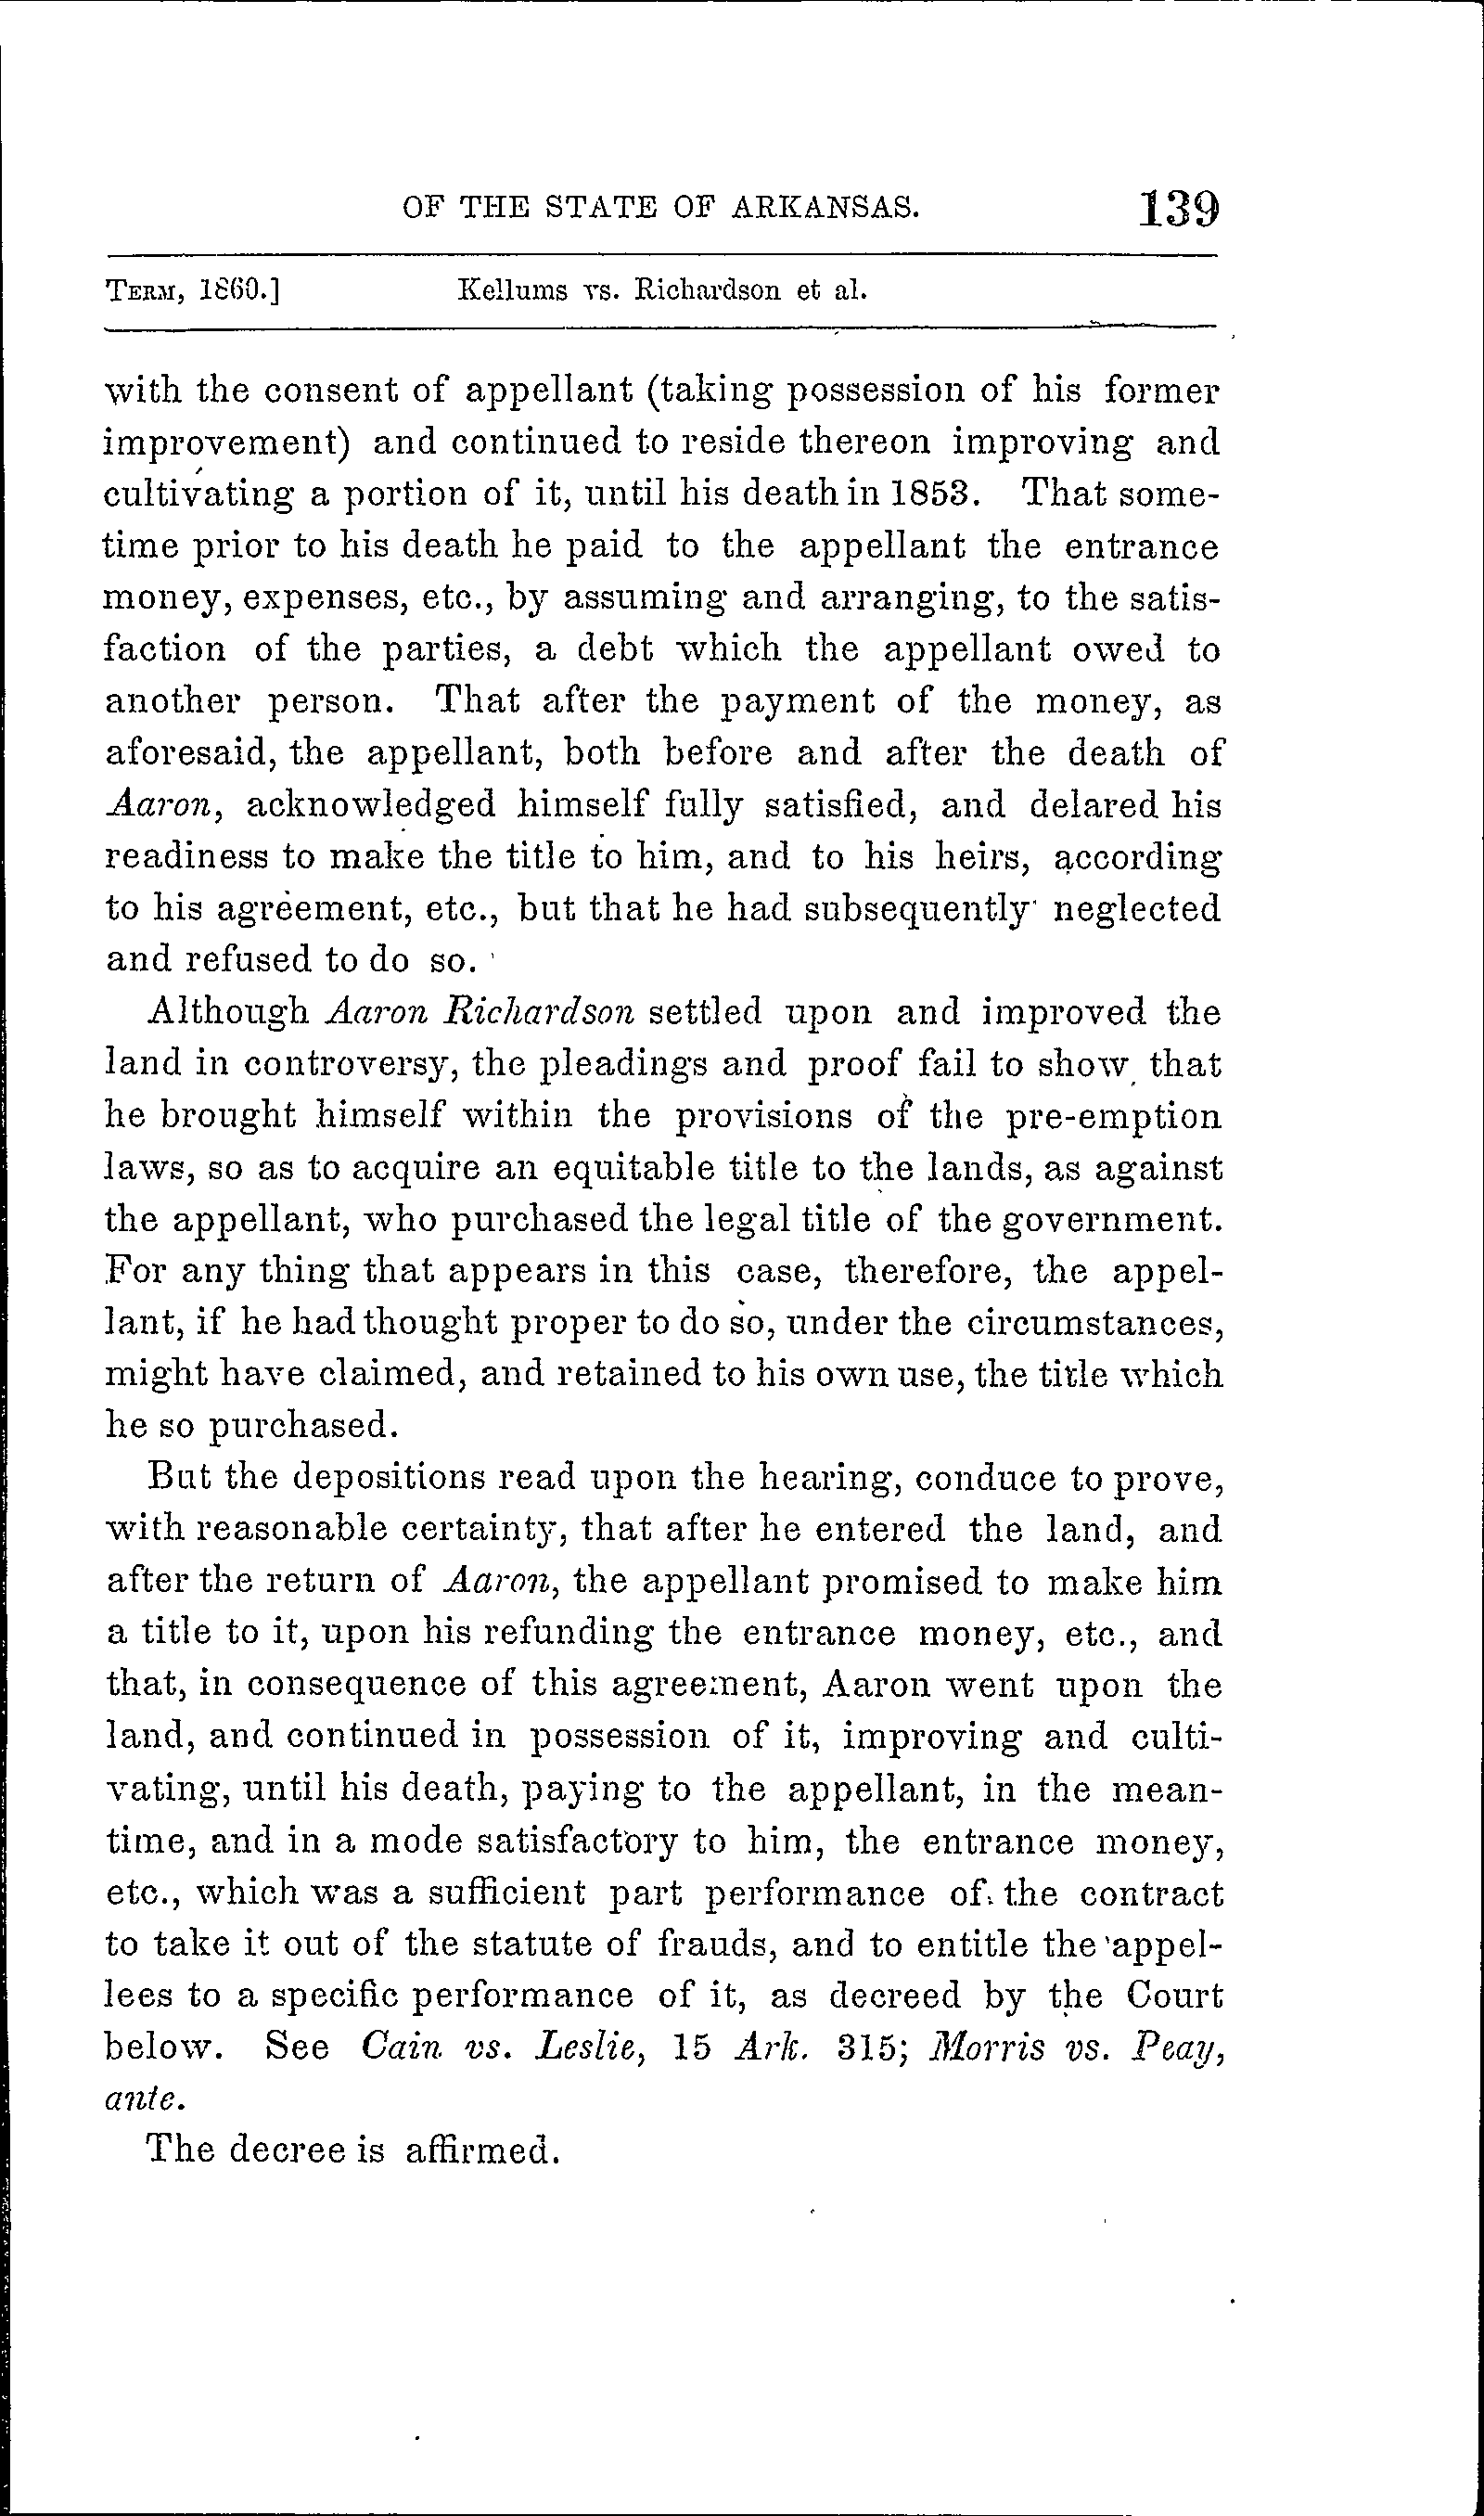 OF THE STATE OF ARKANSAS. 139
TERM, 1860.] Kellums vs. Richardson et al.
with the consent of appellant (taking possession of his former
improvement) and continued to reside thereon improving and
cultivating a portion of it, until his death in 1853. That some-
time prior to his death he paid to the appellant the entrance
money, expenses, etc., by assuming and arranging, to the satis-
faction of the parties, a debt which the appellant owed to
another person. That after the payment of the money, as
aforesaid, the appellant, both before and after the death of
Aaron, acknowledged himself fully satisfied, and delared his
readiness to make the title to him, and to his heirs, according
to his agreement, etc., but that he had subsequently neglected
and refused to do so.
Although Aaron Richardson settled upon and improved the
land in controversy, the pleadings and proof fail to show that
he brought himself within the provisions of the pre-emption
laws, so as to acquire an equitable title to the lands, as against
the appellant, who purchased the legal title of the government.
For any thing that appears in this case, therefore, the appel-
lant, if he had thought proper to do so, under the circumstances,
might have claimed, and retained to his own use, the title which
he so purchased.
But the depositions read upon the hearing, conduce to prove,
with reasonable certainty, that after he entered the land, and
after the return of Aaron, the appellant promised to make him
a title to it, upon his refunding the entrance money, etc., and
that, in consequence of this agreement, Aaron went upon the
land, and continued in possession of it, improving and culti-
vating, until his death, paying to the appellant, in the mean-
time, and in a mode satisfactory to him, the entrance money,
etc., which was a sufficient part performance of the contract
to take it out of the statute of frauds, and to entitle the appel-
lees to a specific performance of it, as decreed by the Court
below. See Cain vs. Leslie, 15 Ark. 315; Morris vs. Peay,
ante.
The decree is affirmed.